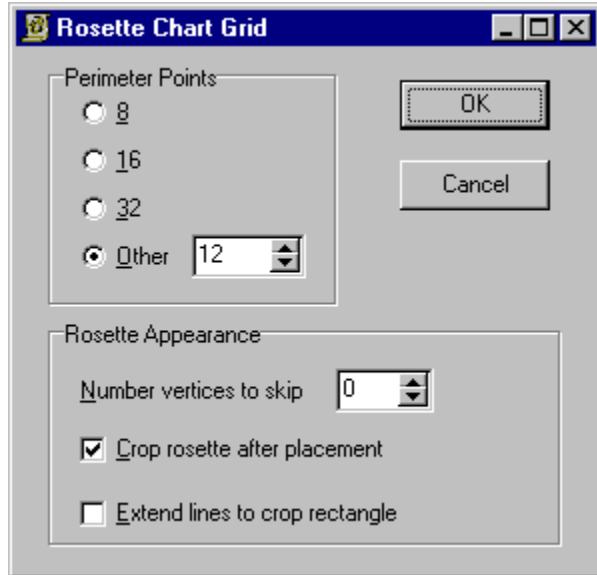 Rosette Chart Grid
Perimeter Points
8
16
32
Other 12
OK
Cancel
Rosette Appearance
Number vertices to skip 0
Crop rosette after placement
Extend lines to crop rectangle